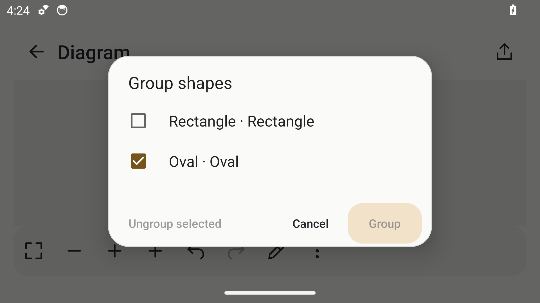 4:24
Diagram
Group shapes
Rectangle · Rectangle
Oval · Oval
Ungroup selected
Cancel
Group